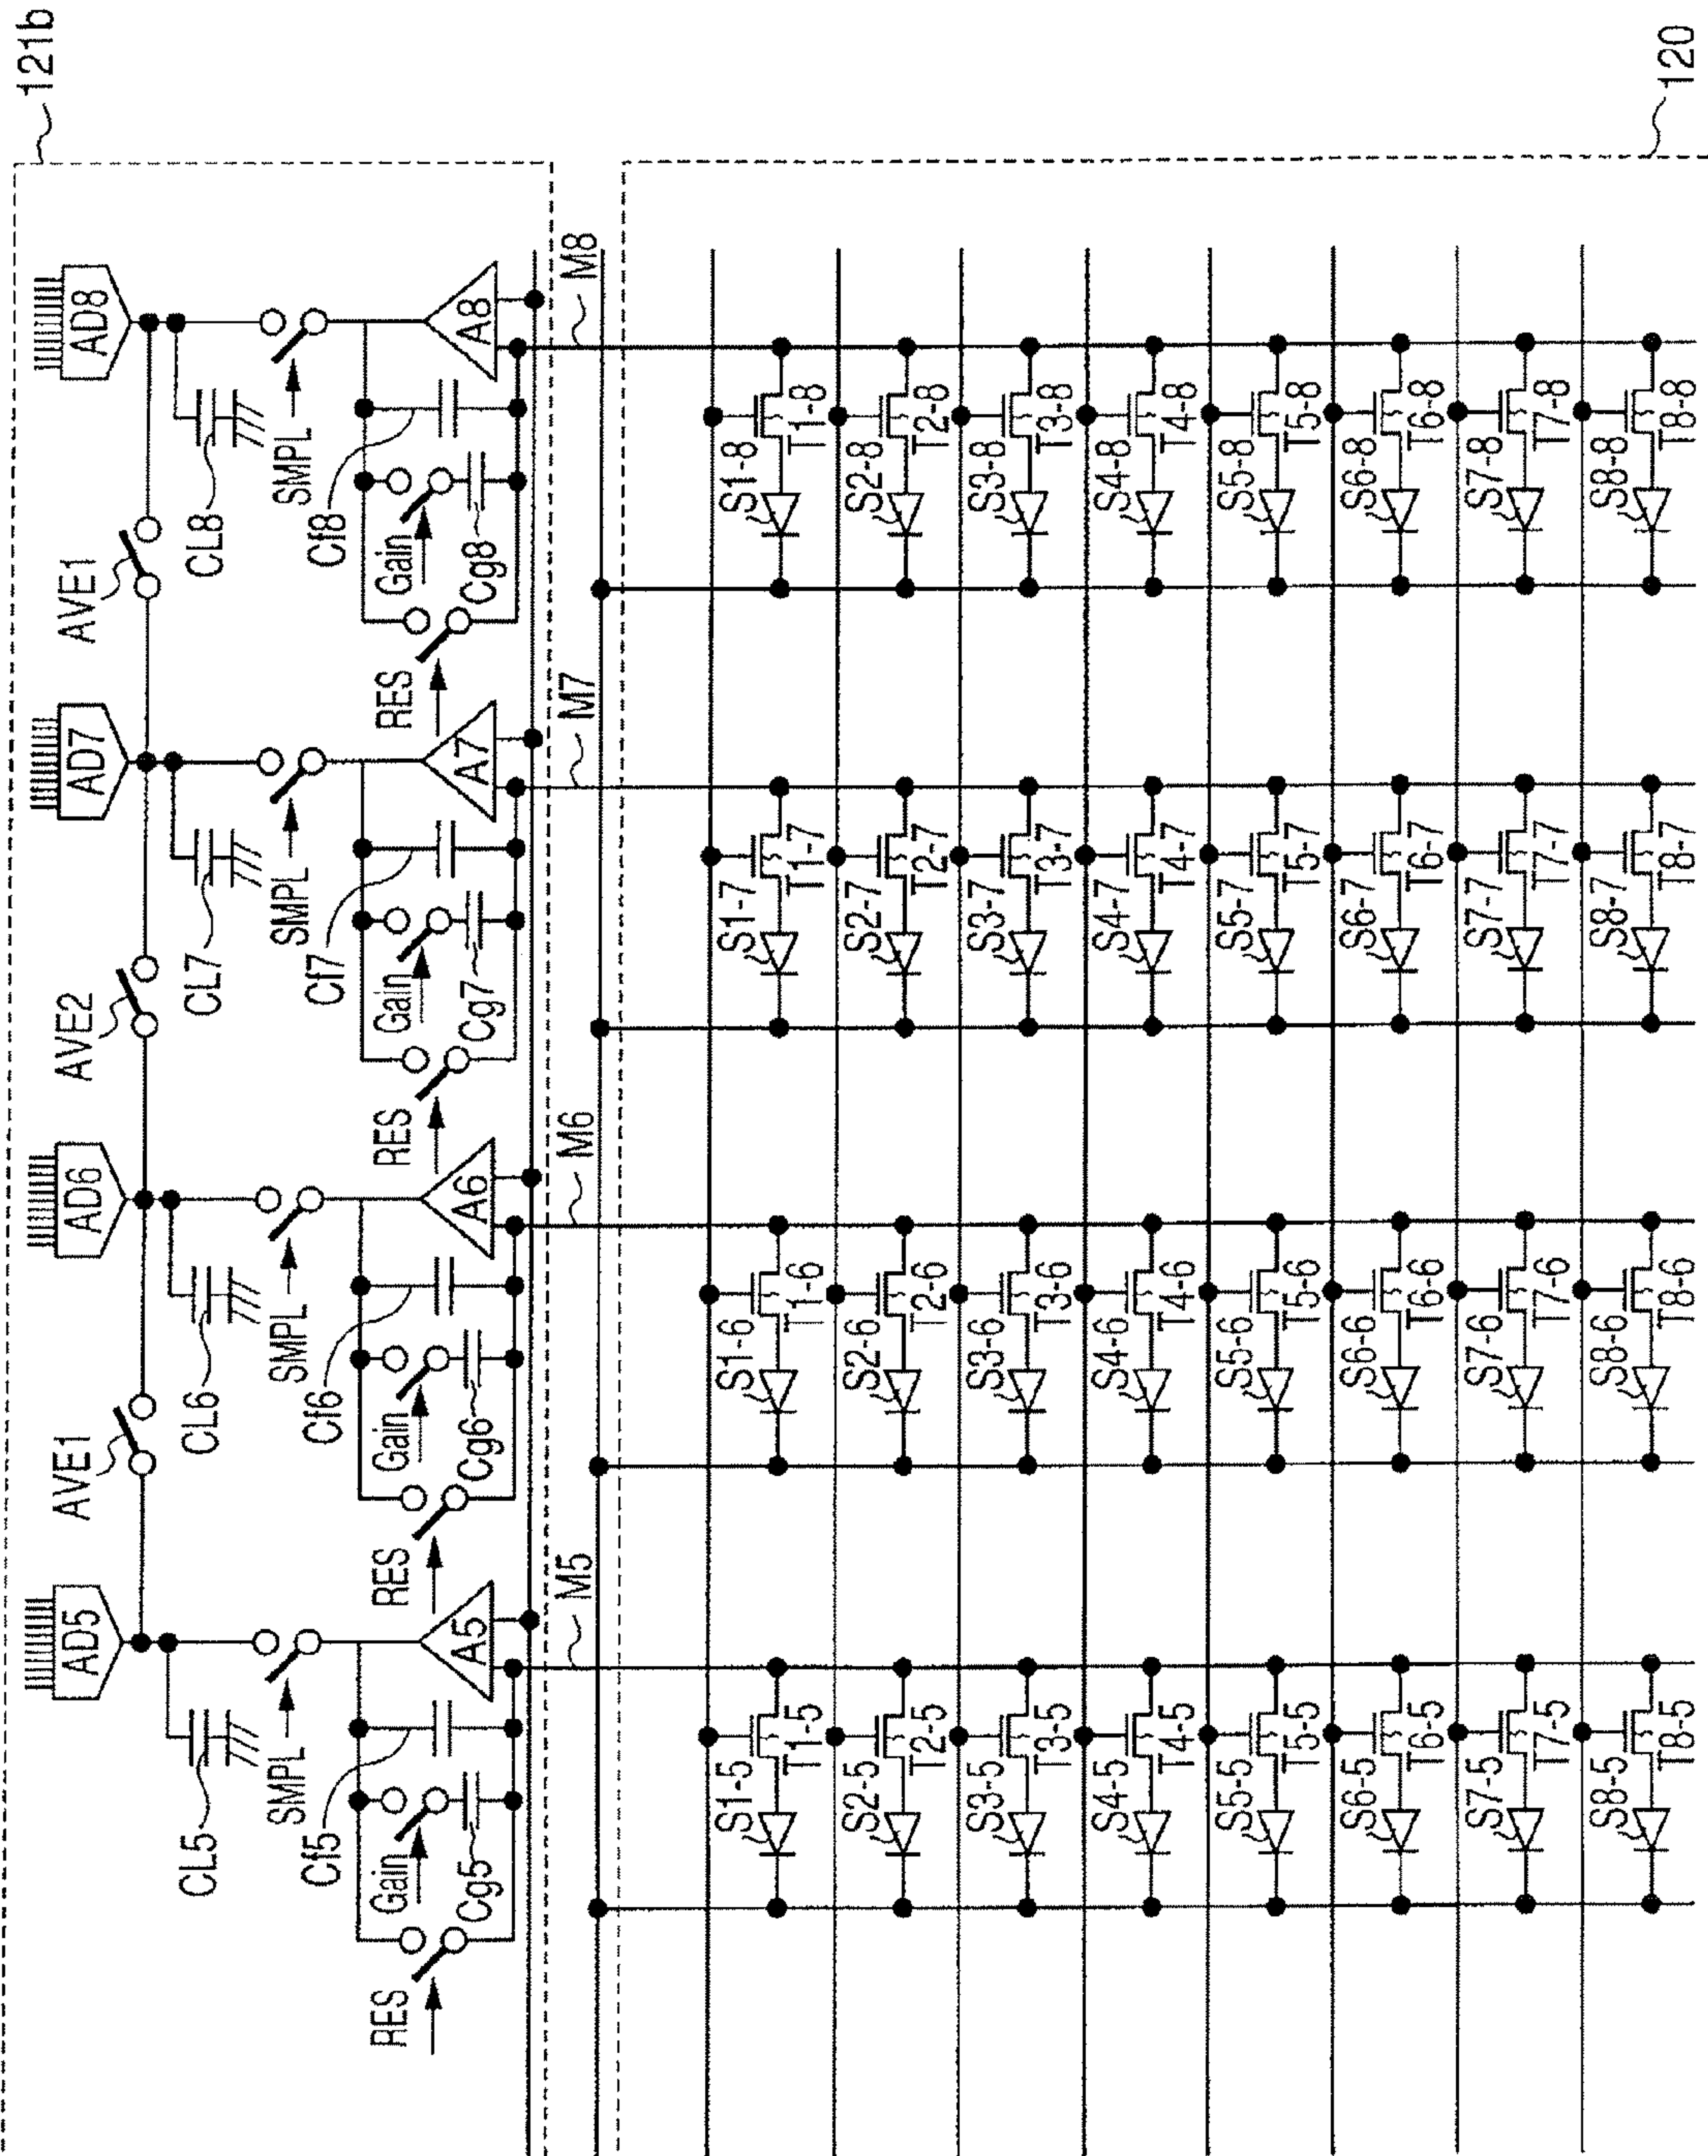 121b
AD5
AD6
AD7
AD8
AVE1
AVE2
AVE1
CL5
CL6
CL7
CL8
SMPL
SMPL
SMPL
SMPL
Cf5
Cf6
Cf7
Cf8
Gain
Gain
Gain
Gain
Cg5
Cg6
Cg7
Cg8
RES
RES
RES
RES
A5
A6
A7
A8
M5
M6
M7
M8
120
S1-5
T1-5
S1-6
T1-6
S1-7
T1-7
S1-8
T1-8
S2-5
T2-5
S2-6
T2-6
S2-7
T2-7
S2-8
T2-8
S3-5
T3-5
S3-6
T3-6
S3-7
T3-7
S3-8
T3-8
S4-5
T4-5
S4-6
T4-6
S4-7
T4-7
S4-8
T4-8
S5-5
T5-5
S5-6
T5-6
S5-7
T5-7
S5-8
T5-8
S6-5
T6-5
S6-6
T6-6
S6-7
T6-7
S6-8
T6-8
S7-5
T7-5
S7-6
T7-6
S7-7
T7-7
S7-8
T7-8
S8-5
T8-5
S8-6
T8-6
S8-7
T8-7
S8-8
T8-8